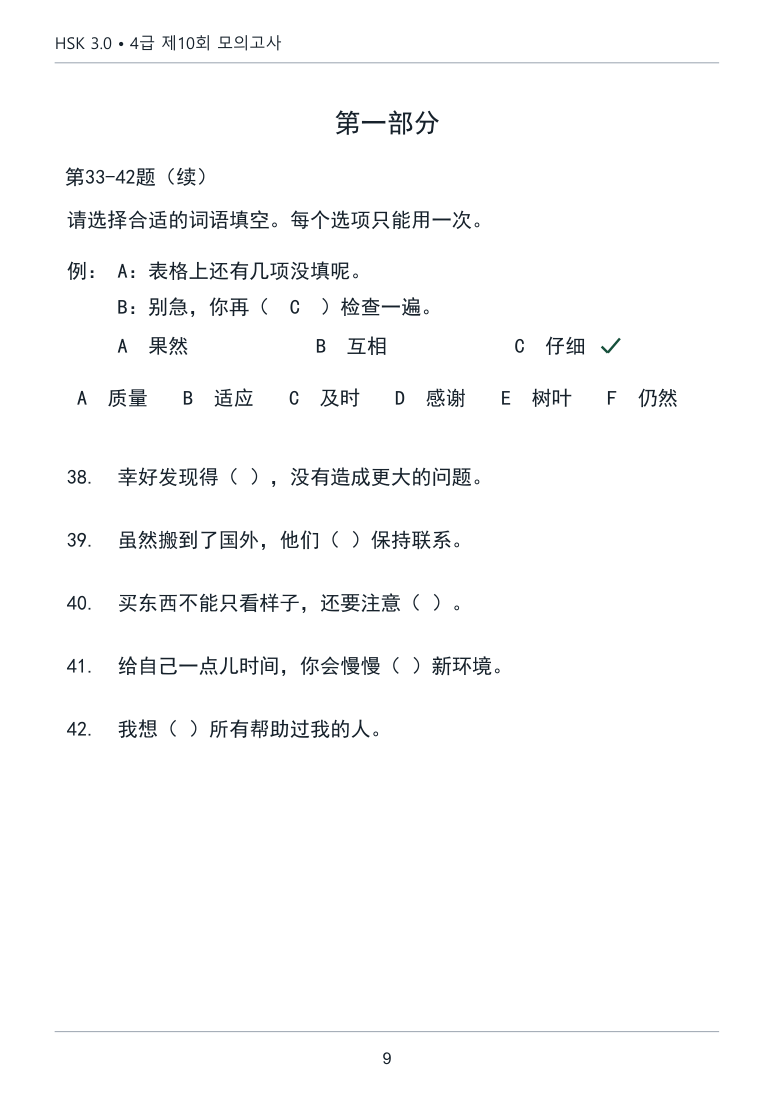 HSK 3.0 • 4급 제10회 모의고사
第一部分
第33-42题（续）
请选择合适的词语填空。每个选项只能用一次。
例： A：表格上还有几项没填呢。
B：别急，你再（ C ）检查一遍。
A 果然 B 互相 C 仔细 ✓
A 质量 B 适应 C 及时 D 感谢 E 树叶 F 仍然
38. 幸好发现得（ ），没有造成更大的问题。
39. 虽然搬到了国外，他们（ ）保持联系。
40. 买东西不能只看样子，还要注意（ ）。
41. 给自己一点儿时间，你会慢慢（ ）新环境。
42. 我想（ ）所有帮助过我的人。
9